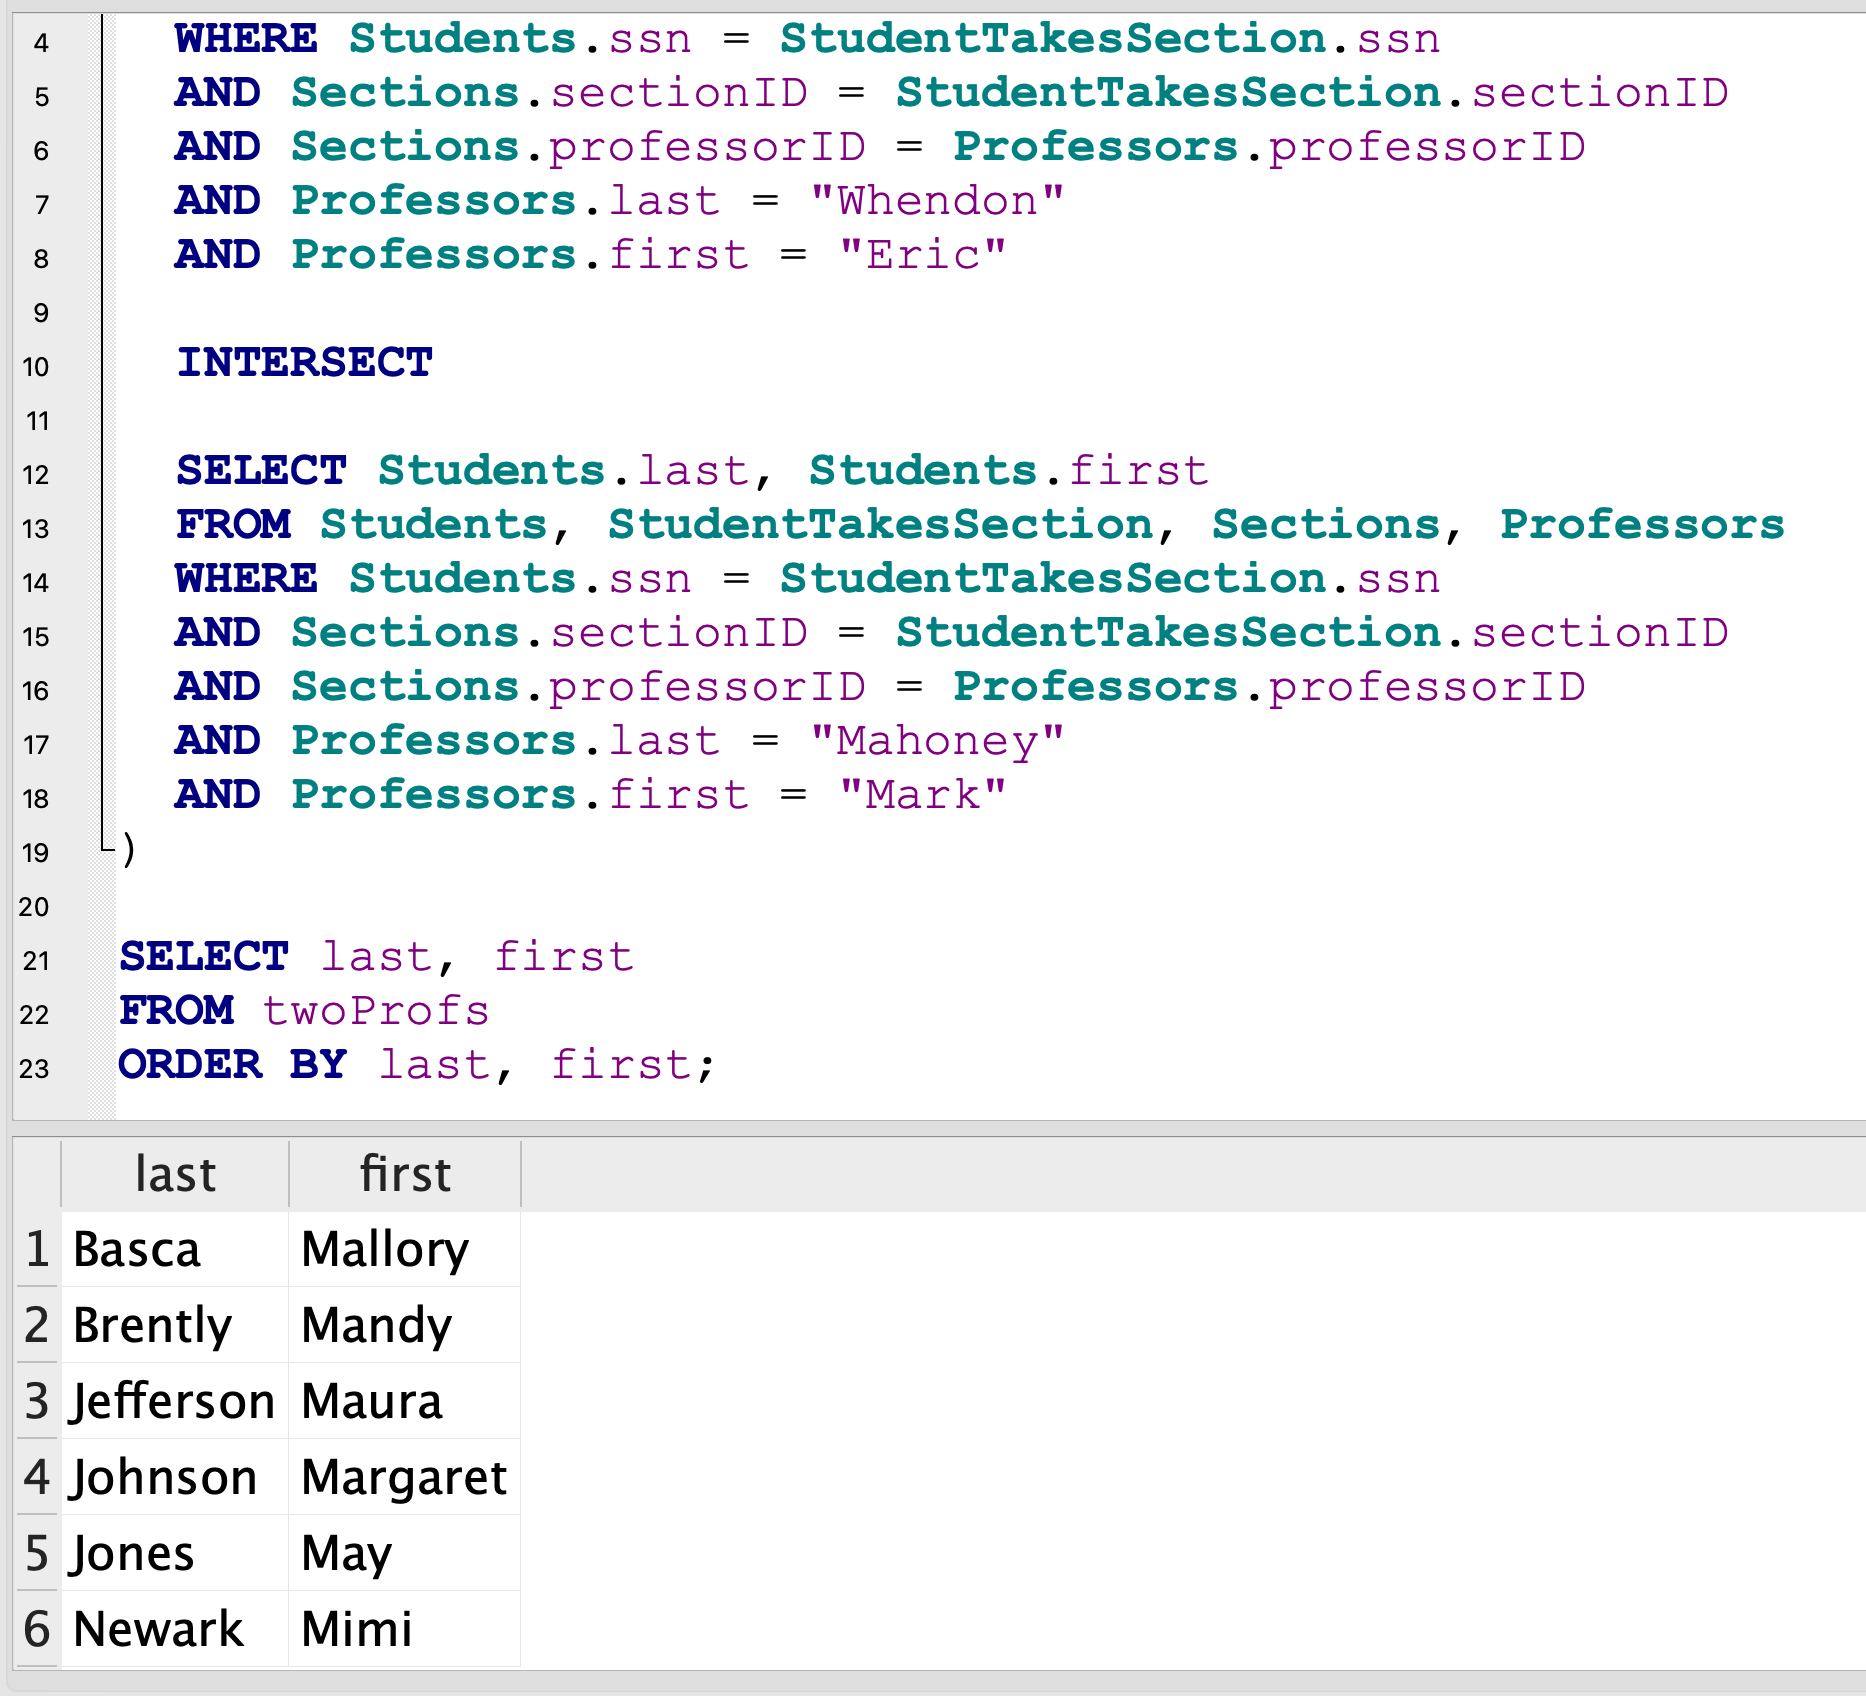 4 WHERE Students.ssn = StudentTakesSection.ssn
5 AND Sections.sectionID = StudentTakesSection.sectionID
6 AND Sections.professorID = Professors.professorID
7 AND Professors.last = "Whendon"
8 AND Professors.first = "Eric"
9
10 INTERSECT
11
12 SELECT Students.last, Students.first
13 FROM Students, StudentTakesSection, Sections, Professors
14 WHERE Students.ssn = StudentTakesSection.ssn
15 AND Sections.sectionID = StudentTakesSection.sectionID
16 AND Sections.professorID = Professors.professorID
17 AND Professors.last = "Mahoney"
18 AND Professors.first = "Mark"
19 )
20
21 SELECT last, first
22 FROM twoProfs
23 ORDER BY last, first;
last first
1 Basca Mallory
2 Brently Mandy
3 Jefferson Maura
4 Johnson Margaret
5 Jones May
6 Newark Mimi